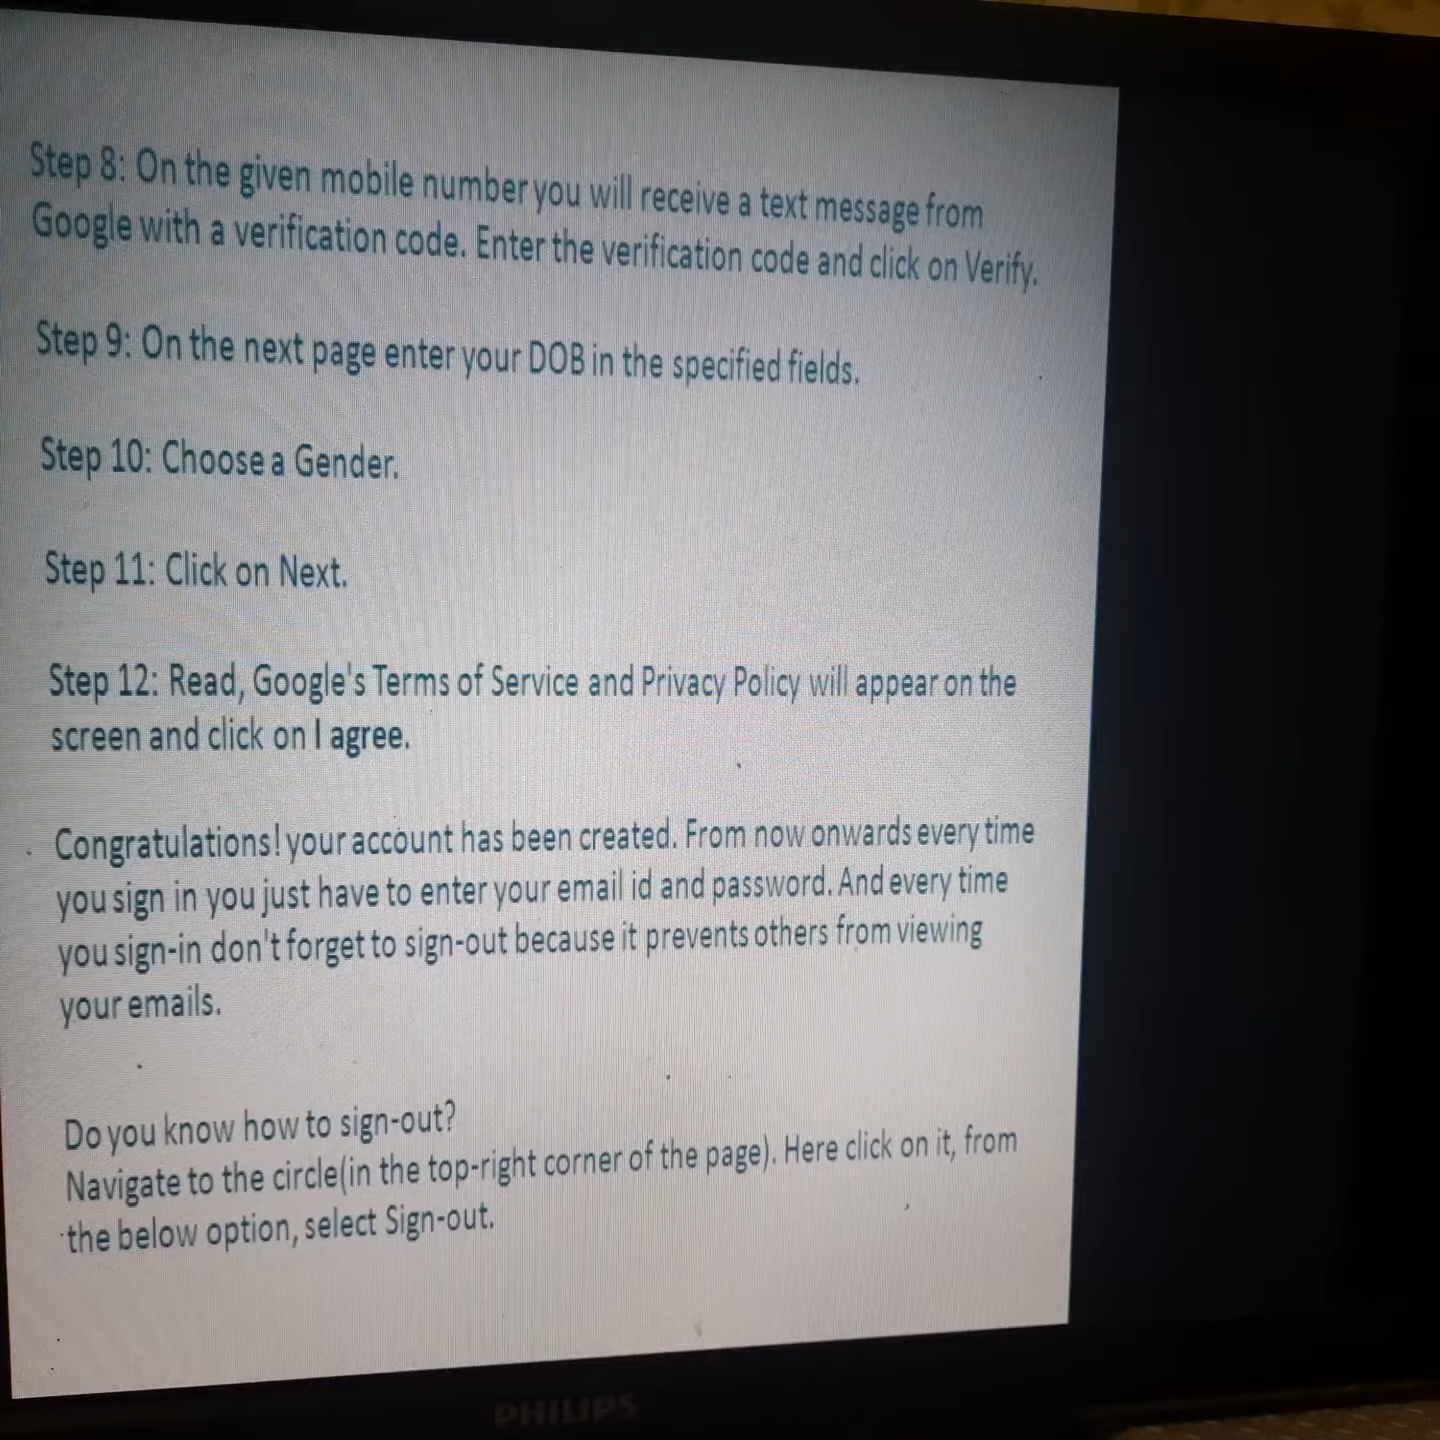 Step 8: On the given mobile number you will receive a text message from
Google with a verification code. Enter the verification code and click on Verify.
Step 9: On the next page enter your DOB in the specified fields.
Step 10: Choose a Gender.
Step 11: Click on Next.
Step 12: Read, Google's Terms of Service and Privacy Policy will appear on the
screen and click on I agree.
Congratulations! your account has been created. From now onwards every time
you sign in you just have to enter your email id and password. And every time
you sign-in don't forget to sign-out because it prevents others from viewing
your emails.
Do you know how to sign-out?
Navigate to the circle(in the top-right corner of the page). Here click on it, from
the below option, select Sign-out.
PHILIPS